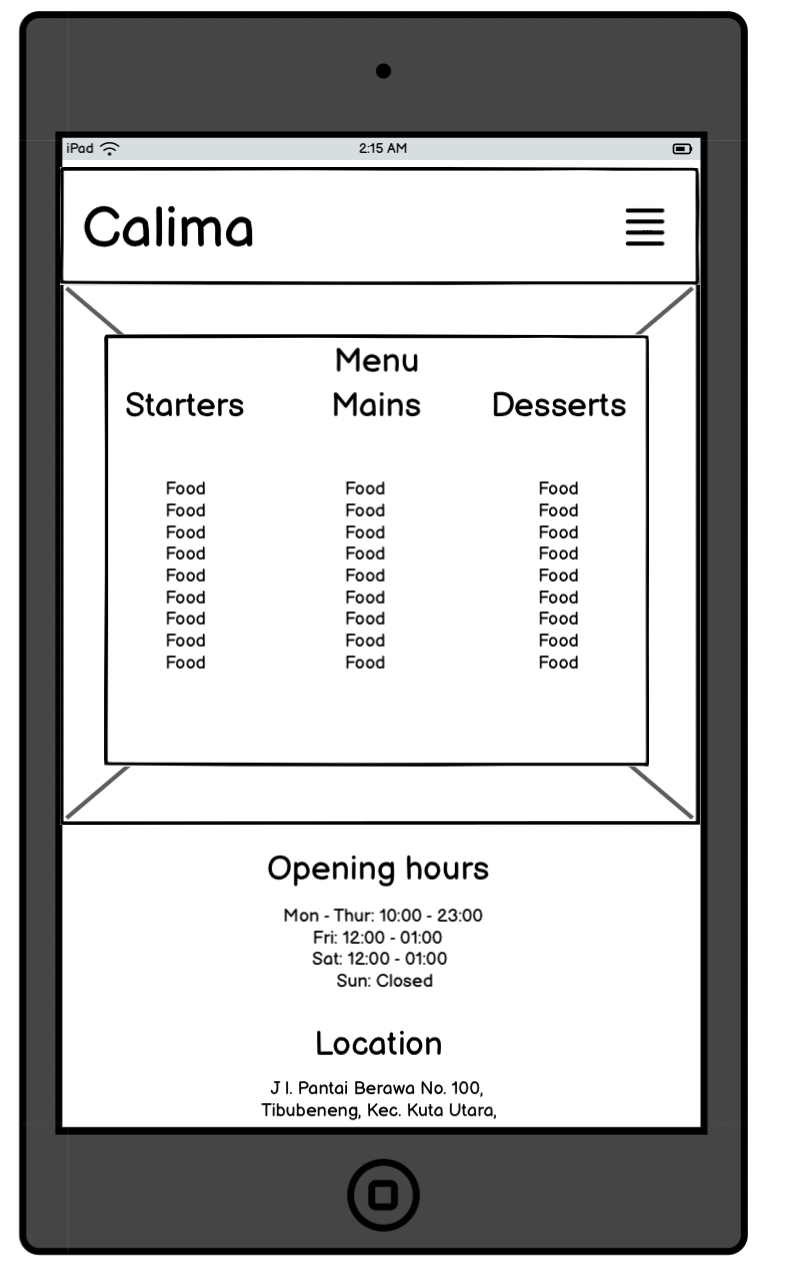 iPad 2:15 AM
Calima
Menu
Starters Mains Desserts
Food Food Food
Food Food Food
Food Food Food
Food Food Food
Food Food Food
Food Food Food
Food Food Food
Food Food Food
Food Food Food
Opening hours
Mon - Thur: 10:00 - 23:00
Fri: 12:00 - 01:00
Sat: 12:00 - 01:00
Sun: Closed
Location
J l. Pantai Berawa No. 100,
Tibubeneng, Kec. Kuta Utara,